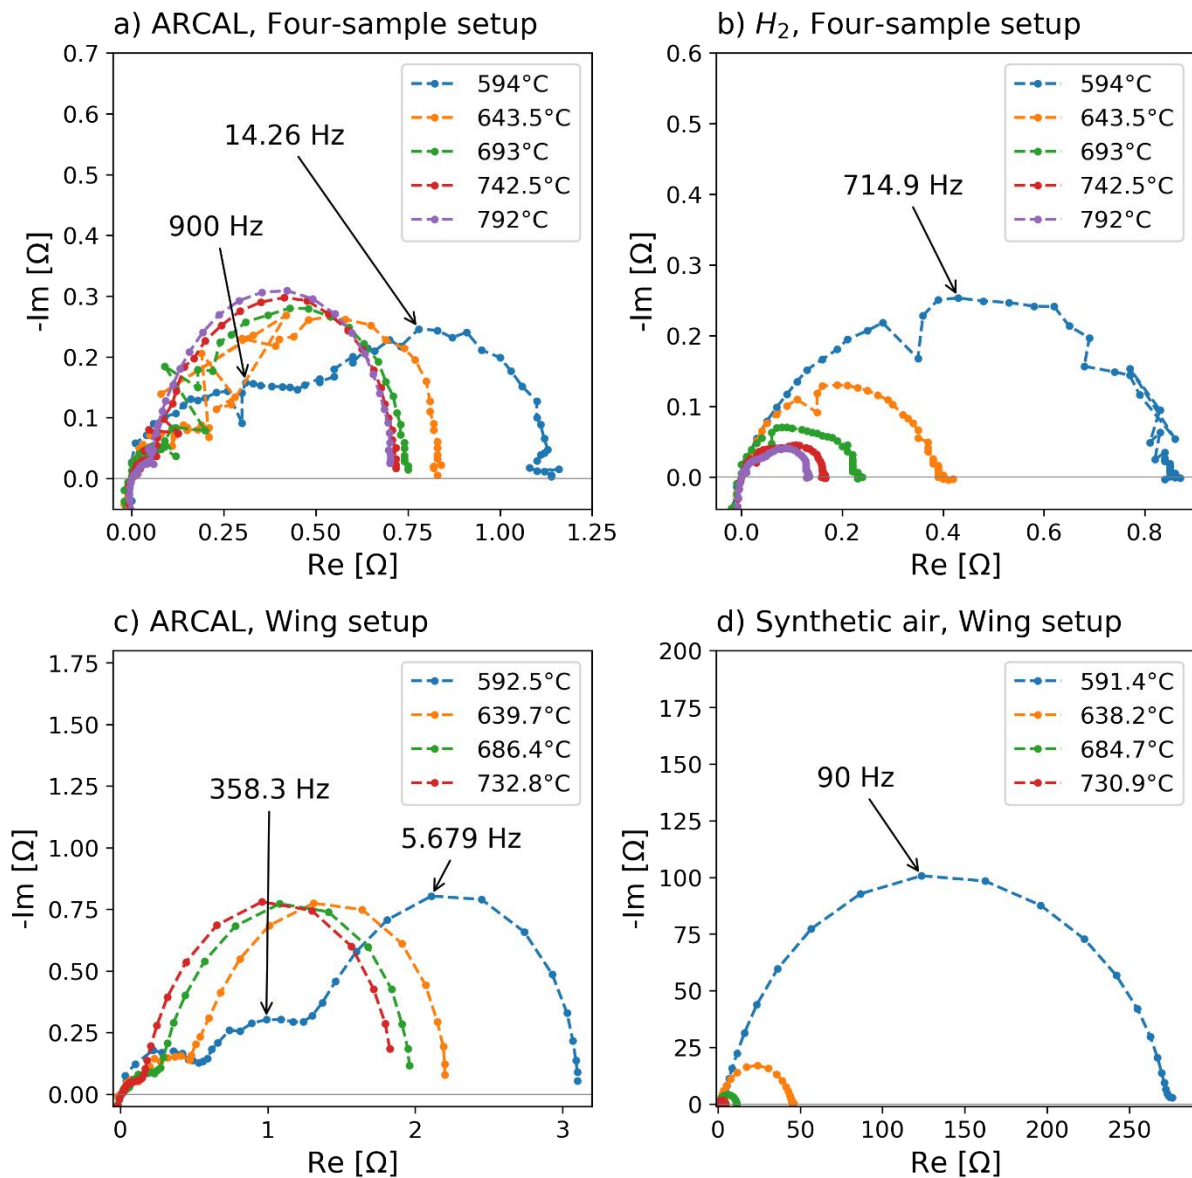 a) ARCAL, Four-sample setup
0.7
0.6
0.5
0.4
0.3
0.2
0.1
0.0
-Im [Ω]
594°C
643.5°C
693°C
742.5°C
792°C
14.26 Hz
900 Hz
0.00
0.25
0.50
0.75
1.00
1.25
Re [Ω]
b) H₂, Four-sample setup
0.6
0.5
0.4
0.3
0.2
0.1
0.0
-Im [Ω]
594°C
643.5°C
693°C
742.5°C
792°C
714.9 Hz
0.0
0.2
0.4
0.6
0.8
Re [Ω]
c) ARCAL, Wing setup
1.75
1.50
1.25
1.00
0.75
0.50
0.25
0.00
-Im [Ω]
592.5°C
639.7°C
686.4°C
732.8°C
358.3 Hz
5.679 Hz
0
1
2
3
Re [Ω]
d) Synthetic air, Wing setup
200
175
150
125
100
75
50
25
0
-Im [Ω]
591.4°C
638.2°C
684.7°C
730.9°C
90 Hz
0
50
100
150
200
250
Re [Ω]